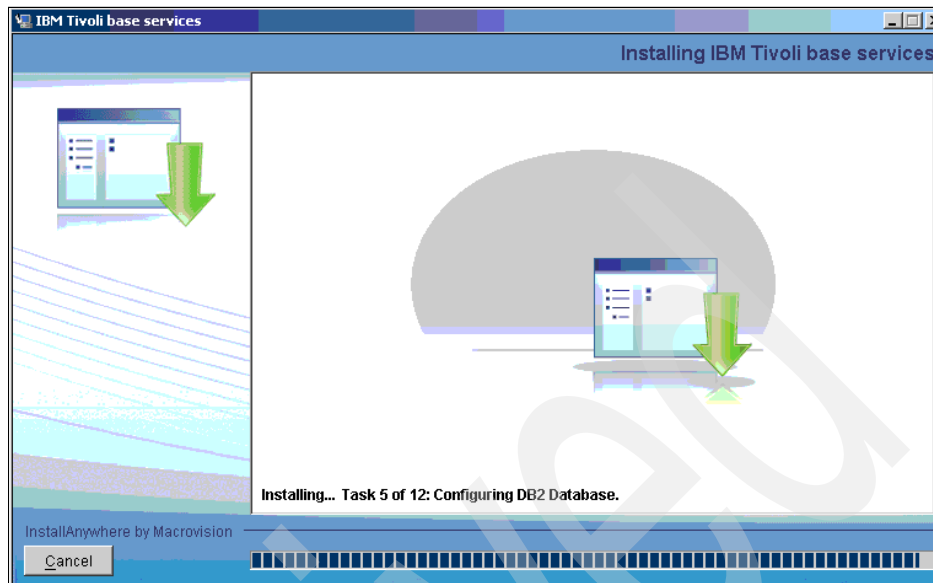 IBM Tivoli base services
Installing IBM Tivoli base services
Installing... Task 5 of 12: Configuring DB2 Database.
InstallAnywhere by Macrovision
Cancel